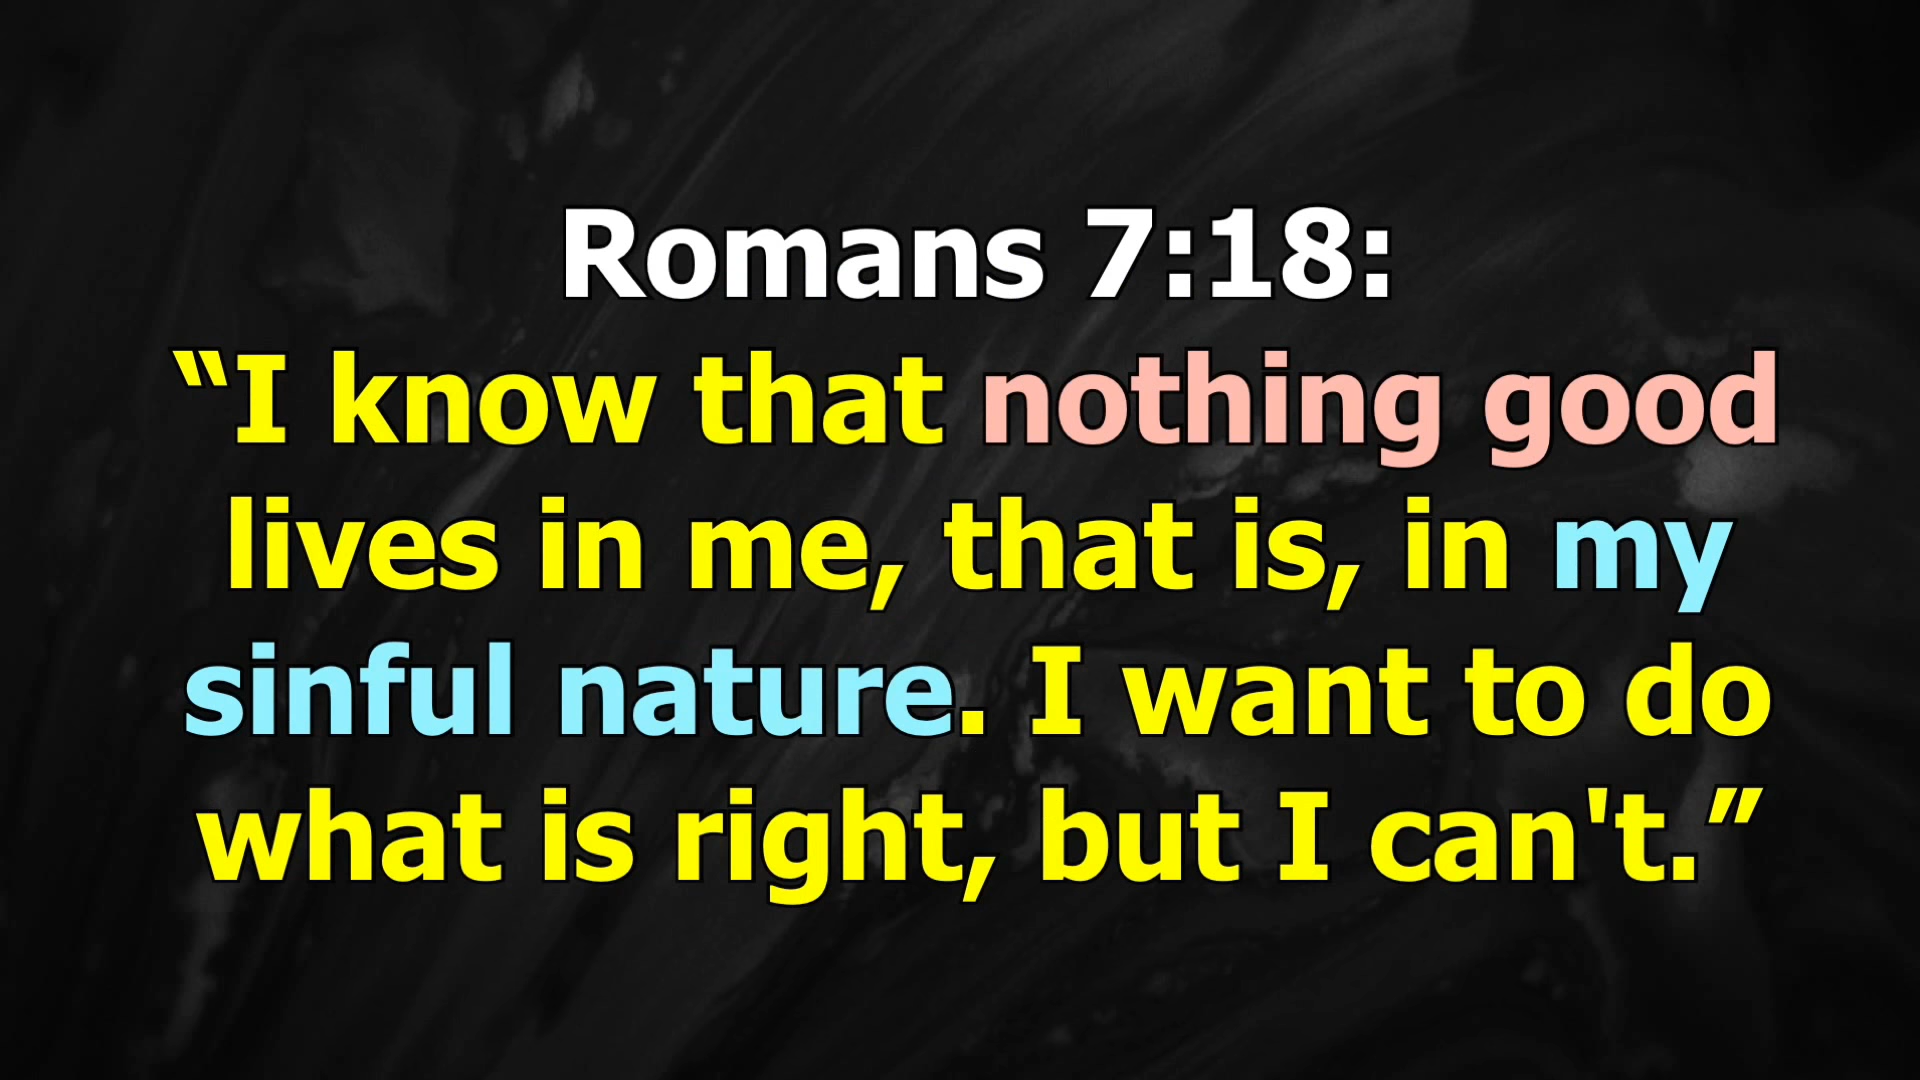 Romans 7:18:
“I know that nothing good
lives in me, that is, in my
sinful nature. I want to do
what is right, but I can't.”